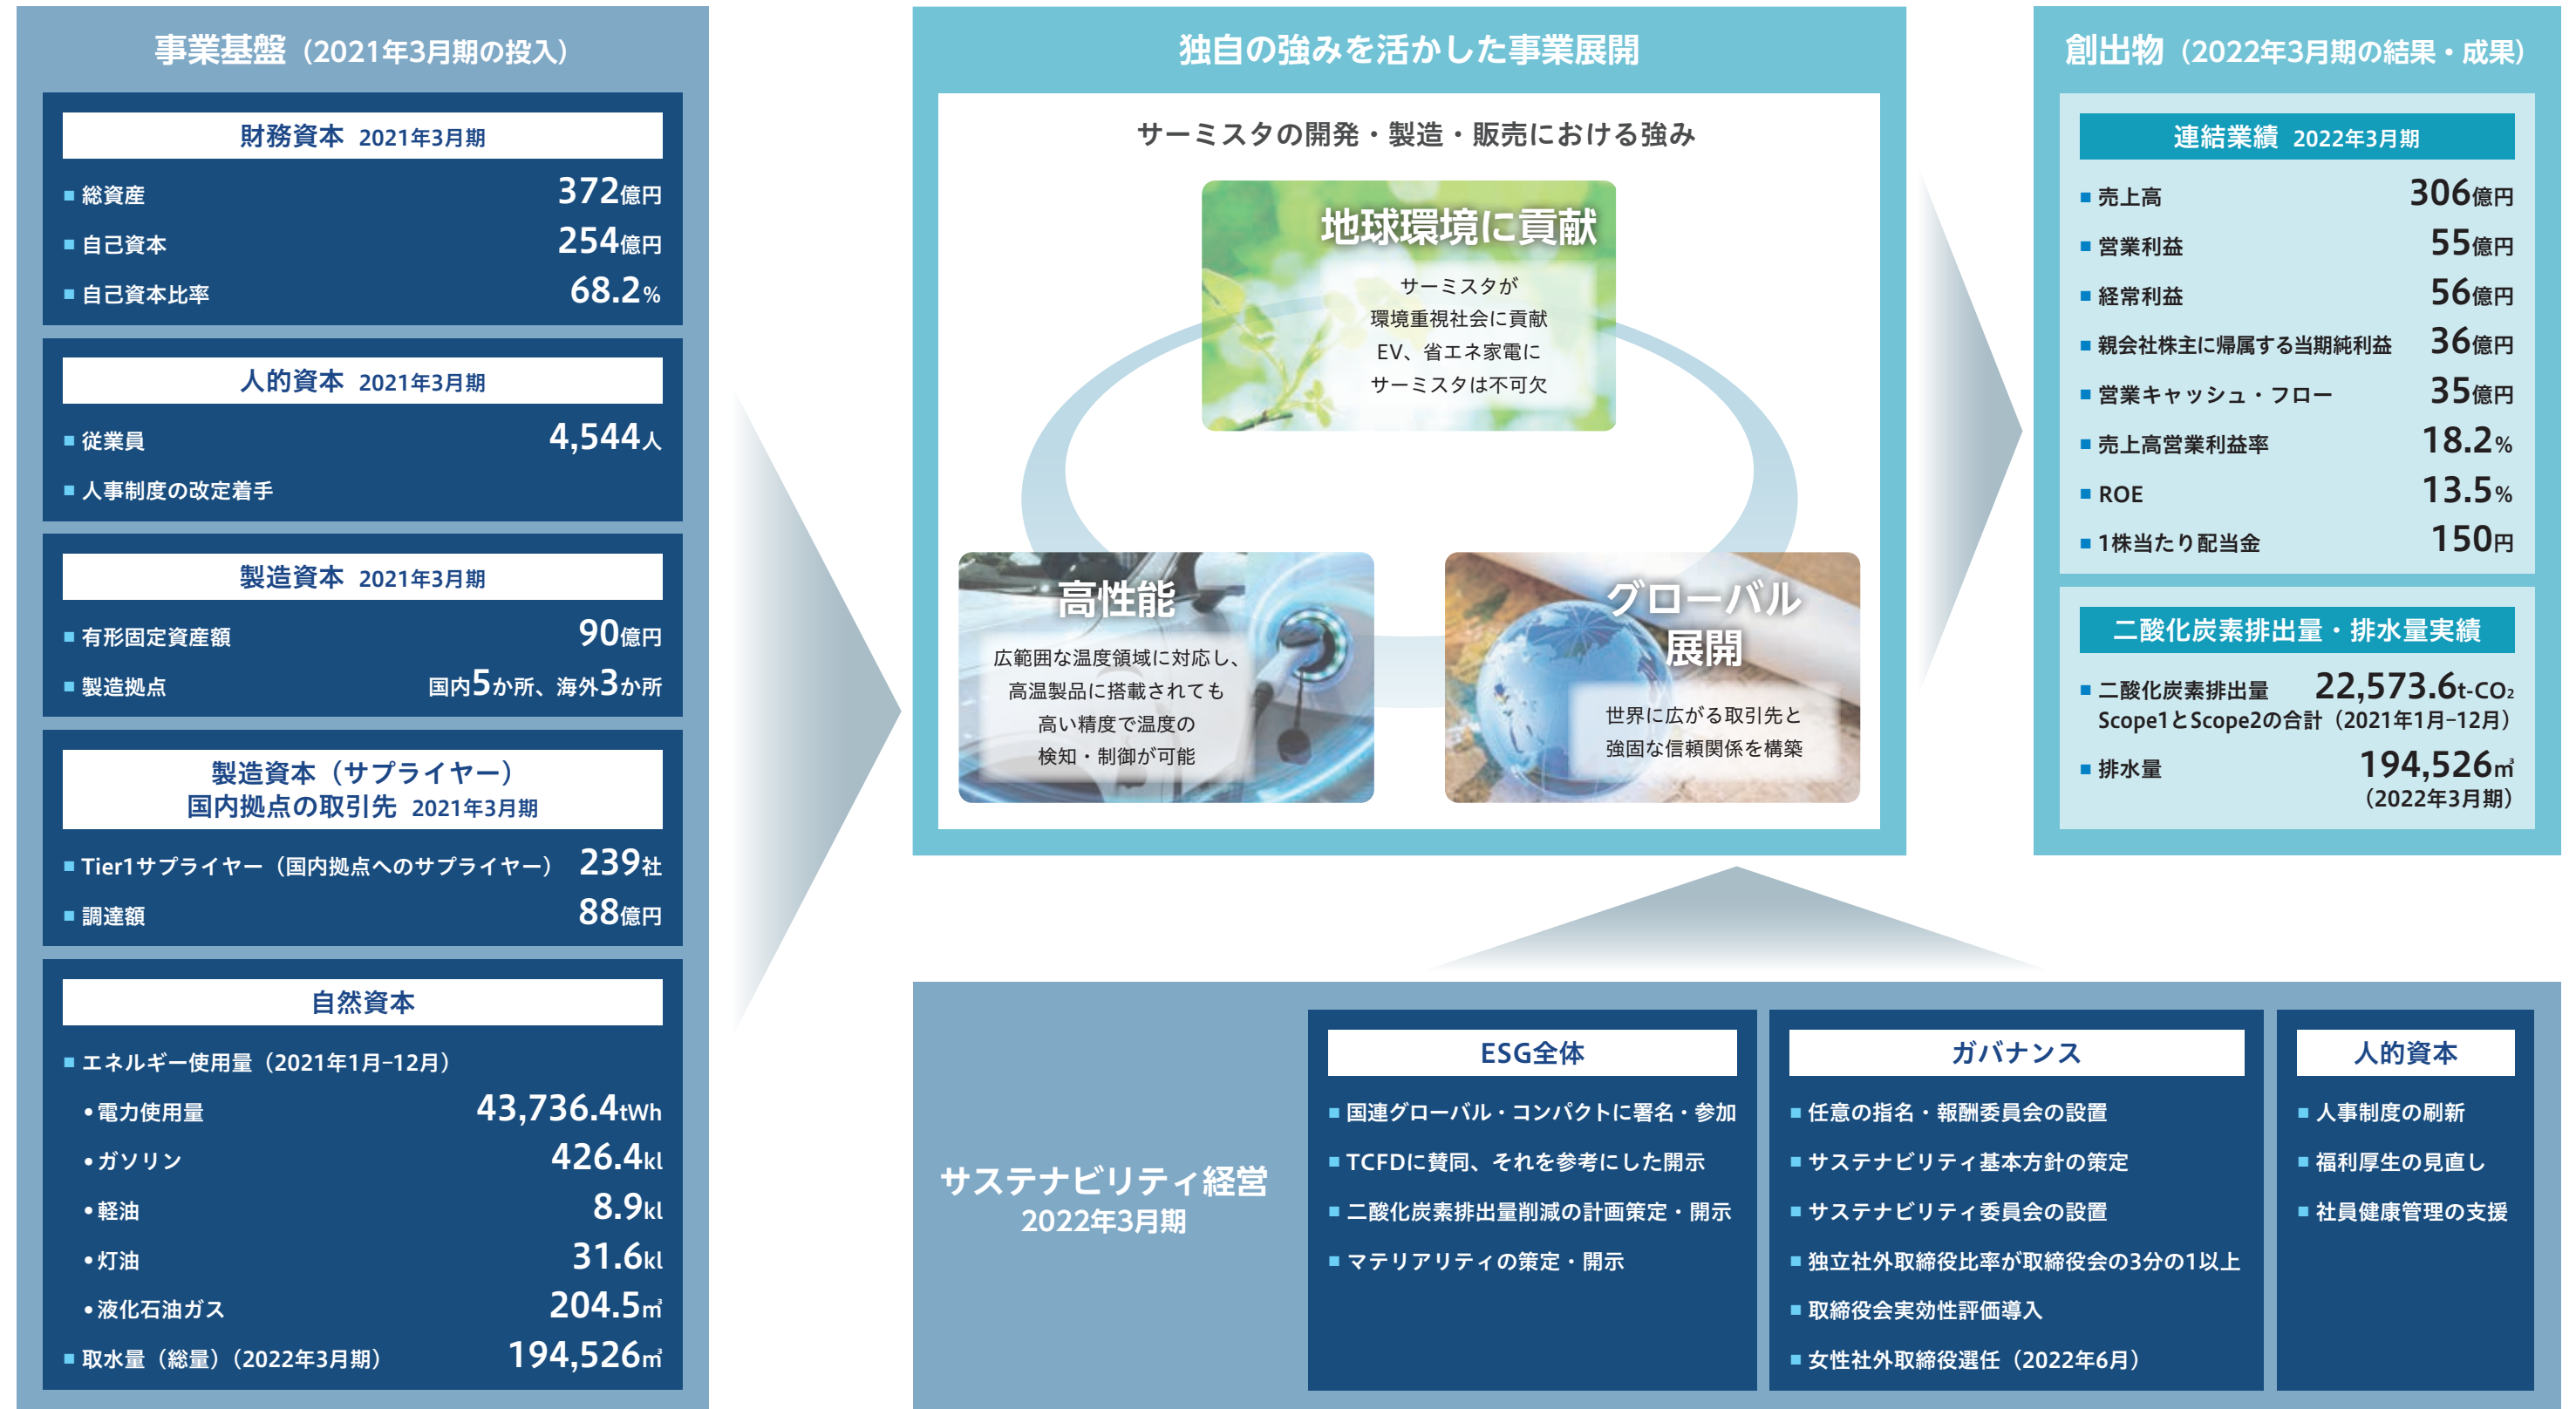 事業基盤（2021年3月期の投入）
財務資本 2021年3月期
総資産 372億円
自己資本 254億円
自己資本比率 68.2%
人的資本 2021年3月期
従業員 4,544人
人事制度の改定着手
製造資本 2021年3月期
有形固定資産額 90億円
製造拠点 国内5か所、海外3か所
製造資本（サプライヤー）
国内拠点の取引先 2021年3月期
Tier1サプライヤー（国内拠点へのサプライヤー） 239社
調達額 88億円
自然資本
エネルギー使用量（2021年1月–12月）
•電力使用量 43,736.4tWh
•ガソリン 426.4kl
•軽油 8.9kl
•灯油 31.6kl
•液化石油ガス 204.5㎥
取水量（総量）（2022年3月期） 194,526㎥
独自の強みを活かした事業展開
サーミスタの開発・製造・販売における強み
地球環境に貢献
サーミスタが
環境重視社会に貢献
EV、省エネ家電に
サーミスタは不可欠
高性能
広範囲な温度領域に対応し、
高温製品に搭載されても
高い精度で温度の
検知・制御が可能
グローバル
展開
世界に広がる取引先と
強固な信頼関係を構築
創出物（2022年3月期の結果・成果）
連結業績 2022年3月期
売上高 306億円
営業利益 55億円
経常利益 56億円
親会社株主に帰属する当期純利益 36億円
営業キャッシュ・フロー 35億円
売上高営業利益率 18.2%
ROE 13.5%
1株当たり配当金 150円
二酸化炭素排出量・排水量実績
二酸化炭素排出量 22,573.6t-CO₂
Scope1とScope2の合計（2021年1月–12月）
排水量 194,526㎥
（2022年3月期）
サステナビリティ経営
2022年3月期
ESG全体
国連グローバル・コンパクトに署名・参加
TCFDに賛同、それを参考にした開示
二酸化炭素排出量削減の計画策定・開示
マテリアリティの策定・開示
ガバナンス
任意の指名・報酬委員会の設置
サステナビリティ基本方針の策定
サステナビリティ委員会の設置
独立社外取締役比率が取締役会の3分の1以上
取締役会実効性評価導入
女性社外取締役選任（2022年6月）
人的資本
人事制度の刷新
福利厚生の見直し
社員健康管理の支援